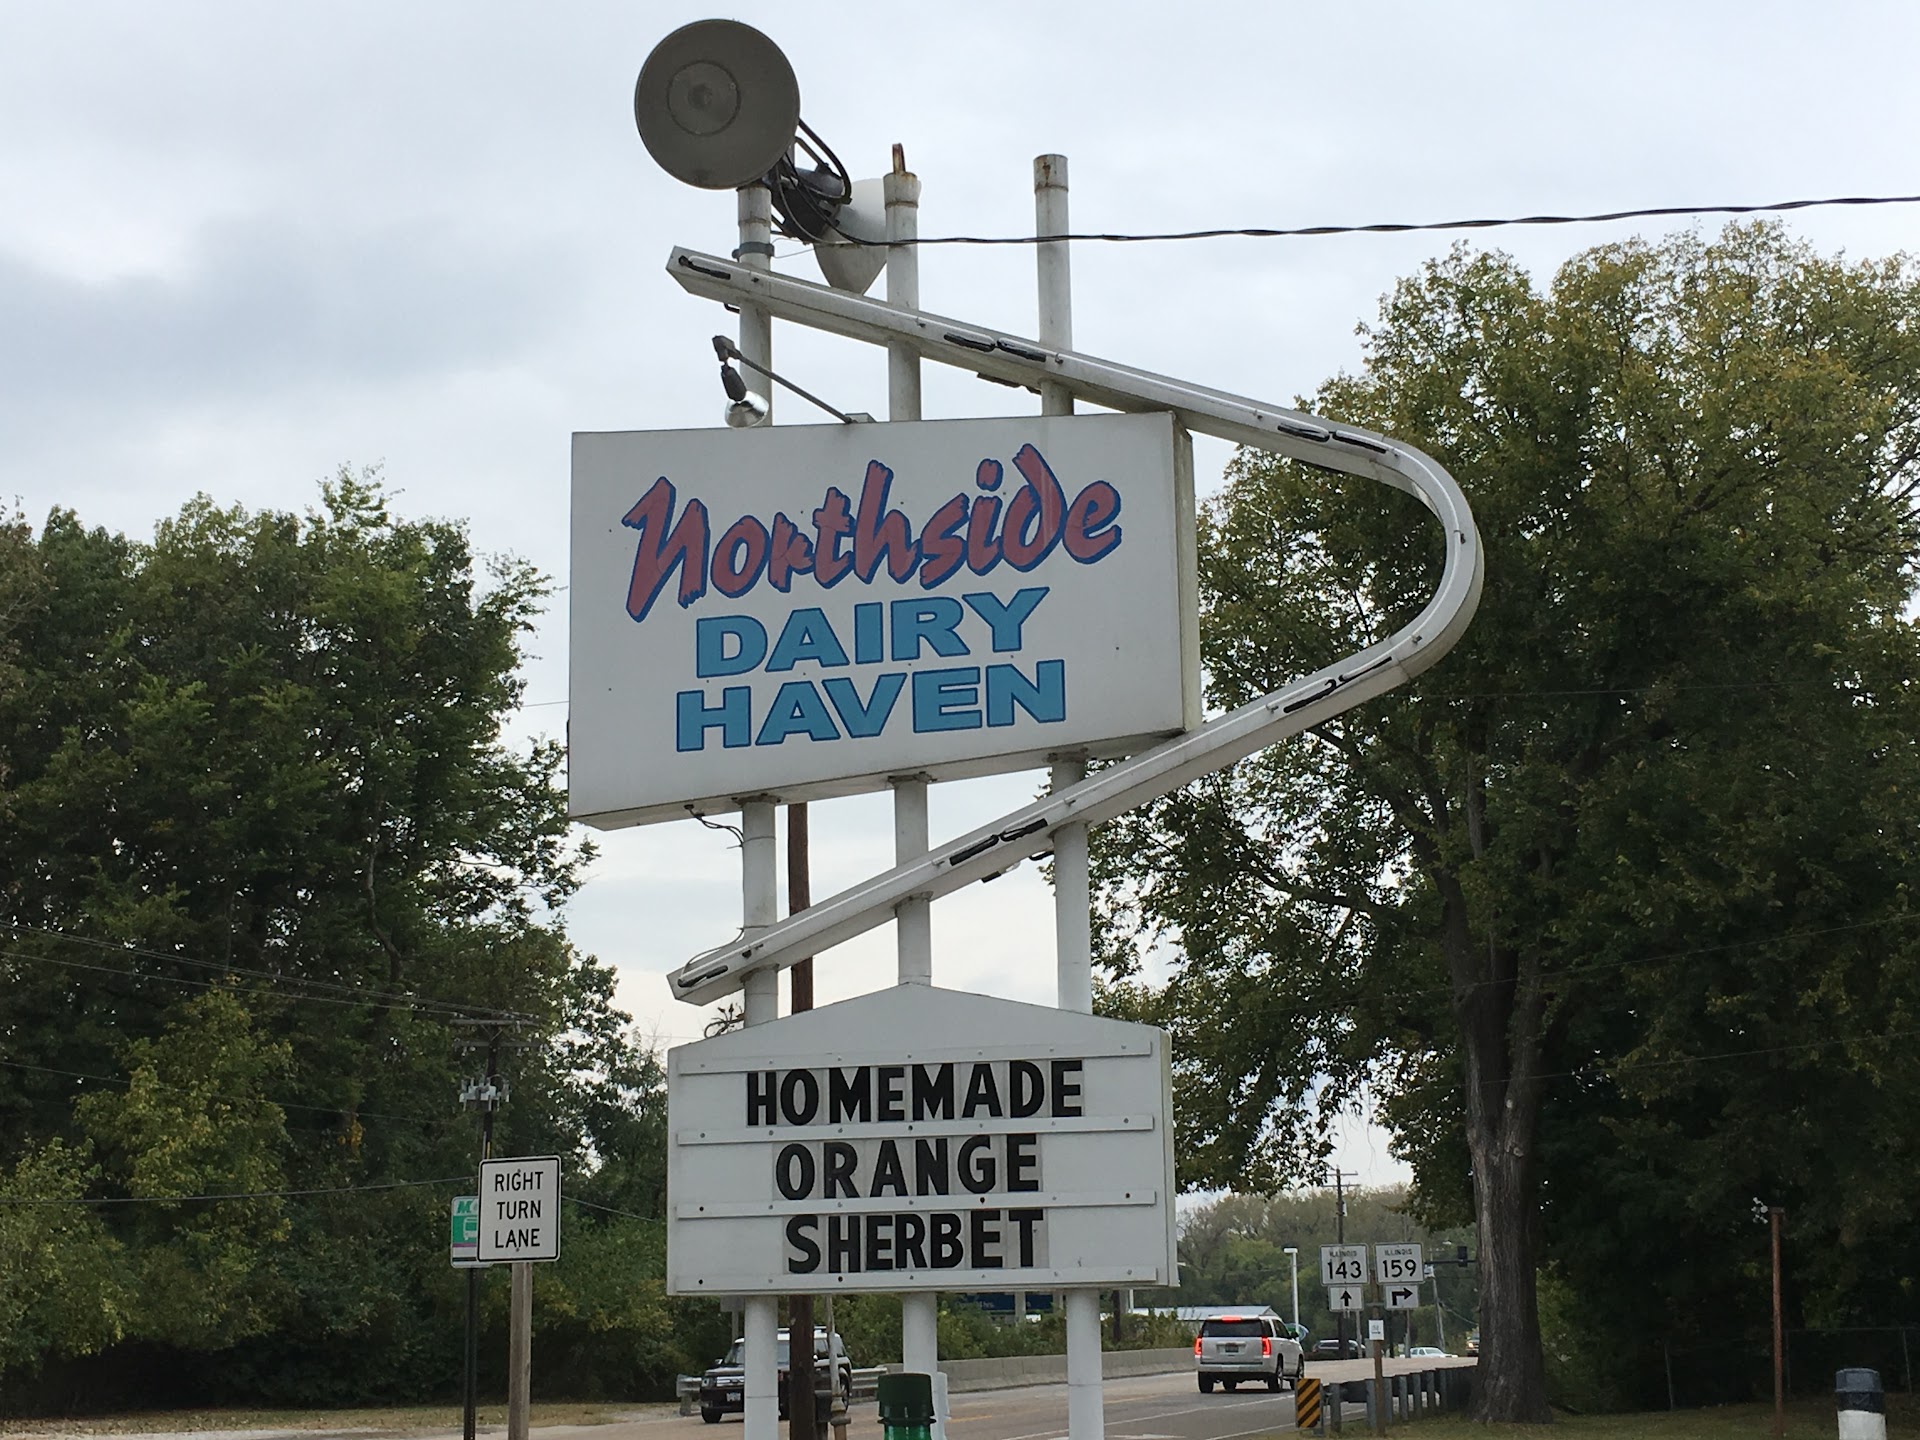 Northside
DAIRY
HAVEN
HOMEMADE
ORANGE
SHERBET
RIGHT
TURN
LANE
ILLINOIS
143
ILLINOIS
159